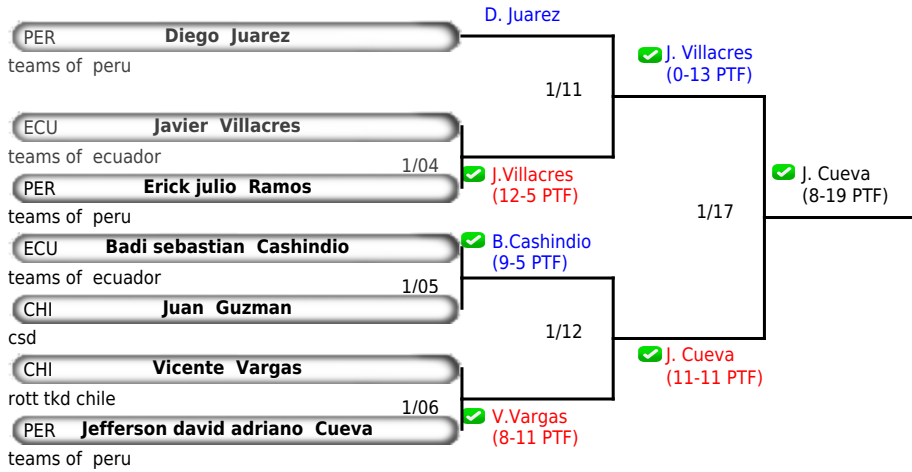 D. Juarez
PER Diego Juarez
teams of peru
J. Villacres
(0-13 PTF)
1/11
ECU Javier Villacres
teams of ecuador
1/04
PER Erick julio Ramos
teams of peru
J.Villacres
(12-5 PTF)
J. Cueva
(8-19 PTF)
1/17
ECU Badi sebastian Cashindio
teams of ecuador
B.Cashindio
(9-5 PTF)
1/05
CHI Juan Guzman
csd
1/12
CHI Vicente Vargas
rott tkd chile
J. Cueva
(11-11 PTF)
1/06
PER Jefferson david adriano Cueva
teams of peru
V.Vargas
(8-11 PTF)